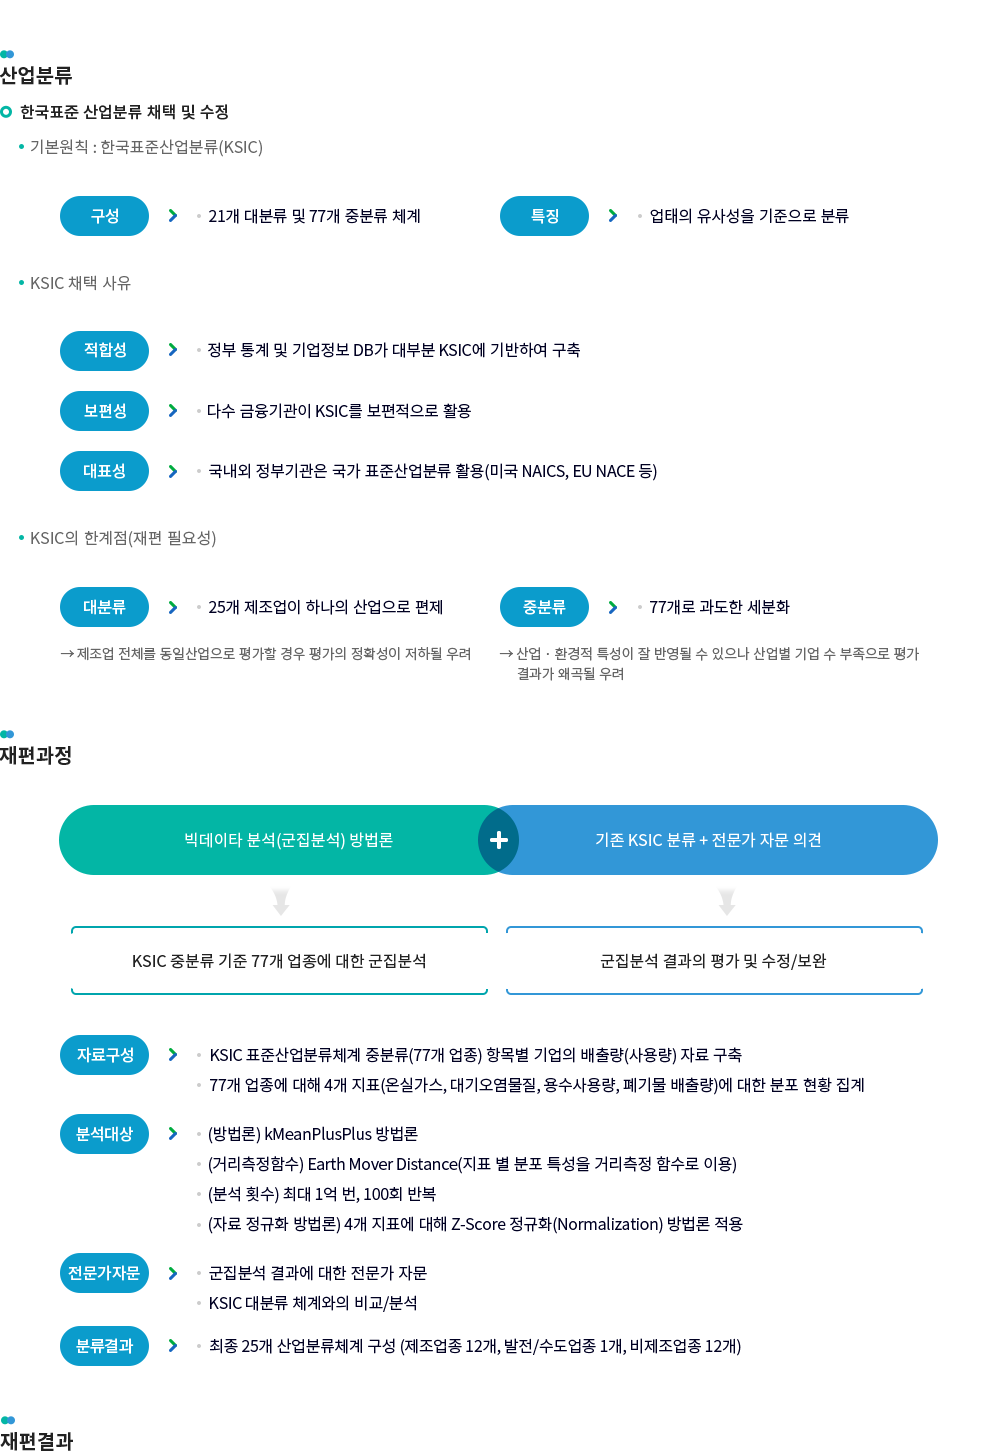 산업분류
한국표준 산업분류 채택 및 수정
기본원칙 : 한국표준산업분류(KSIC)
구성
21개 대분류 및 77개 중분류 체계
특징
업태의 유사성을 기준으로 분류
KSIC 채택 사유
적합성
정부 통계 및 기업정보 DB가 대부분 KSIC에 기반하여 구축
보편성
다수 금융기관이 KSIC를 보편적으로 활용
대표성
국내외 정부기관은 국가 표준산업분류 활용(미국 NAICS, EU NACE 등)
KSIC의 한계점(재편 필요성)
대분류
25개 제조업이 하나의 산업으로 편제
중분류
77개로 과도한 세분화
→ 제조업 전체를 동일산업으로 평가할 경우 평가의 정확성이 저하될 우려
→ 산업 · 환경적 특성이 잘 반영될 수 있으나 산업별 기업 수 부족으로 평가
결과가 왜곡될 우려
재편과정
빅데이타 분석(군집분석) 방법론
기존 KSIC 분류 + 전문가 자문 의견
KSIC 중분류 기준 77개 업종에 대한 군집분석
군집분석 결과의 평가 및 수정/보완
자료구성
KSIC 표준산업분류체계 중분류(77개 업종) 항목별 기업의 배출량(사용량) 자료 구축
77개 업종에 대해 4개 지표(온실가스, 대기오염물질, 용수사용량, 폐기물 배출량)에 대한 분포 현황 집계
분석대상
(방법론) kMeanPlusPlus 방법론
(거리측정함수) Earth Mover Distance(지표 별 분포 특성을 거리측정 함수로 이용)
(분석 횟수) 최대 1억 번, 100회 반복
(자료 정규화 방법론) 4개 지표에 대해 Z-Score 정규화(Normalization) 방법론 적용
전문가자문
군집분석 결과에 대한 전문가 자문
KSIC 대분류 체계와의 비교/분석
분류결과
최종 25개 산업분류체계 구성 (제조업종 12개, 발전/수도업종 1개, 비제조업종 12개)
재편결과